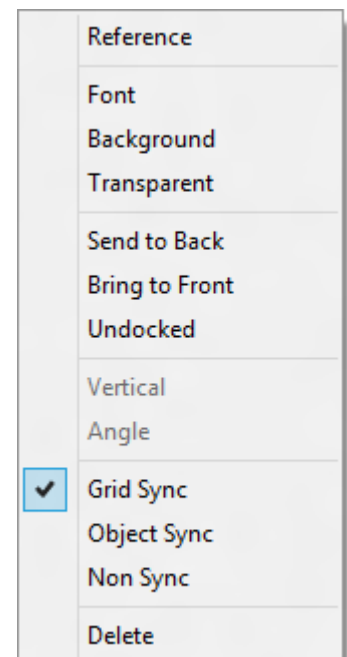 Reference
Font
Background
Transparent
Send to Back
Bring to Front
Undocked
Vertical
Angle
Grid Sync
Object Sync
Non Sync
Delete